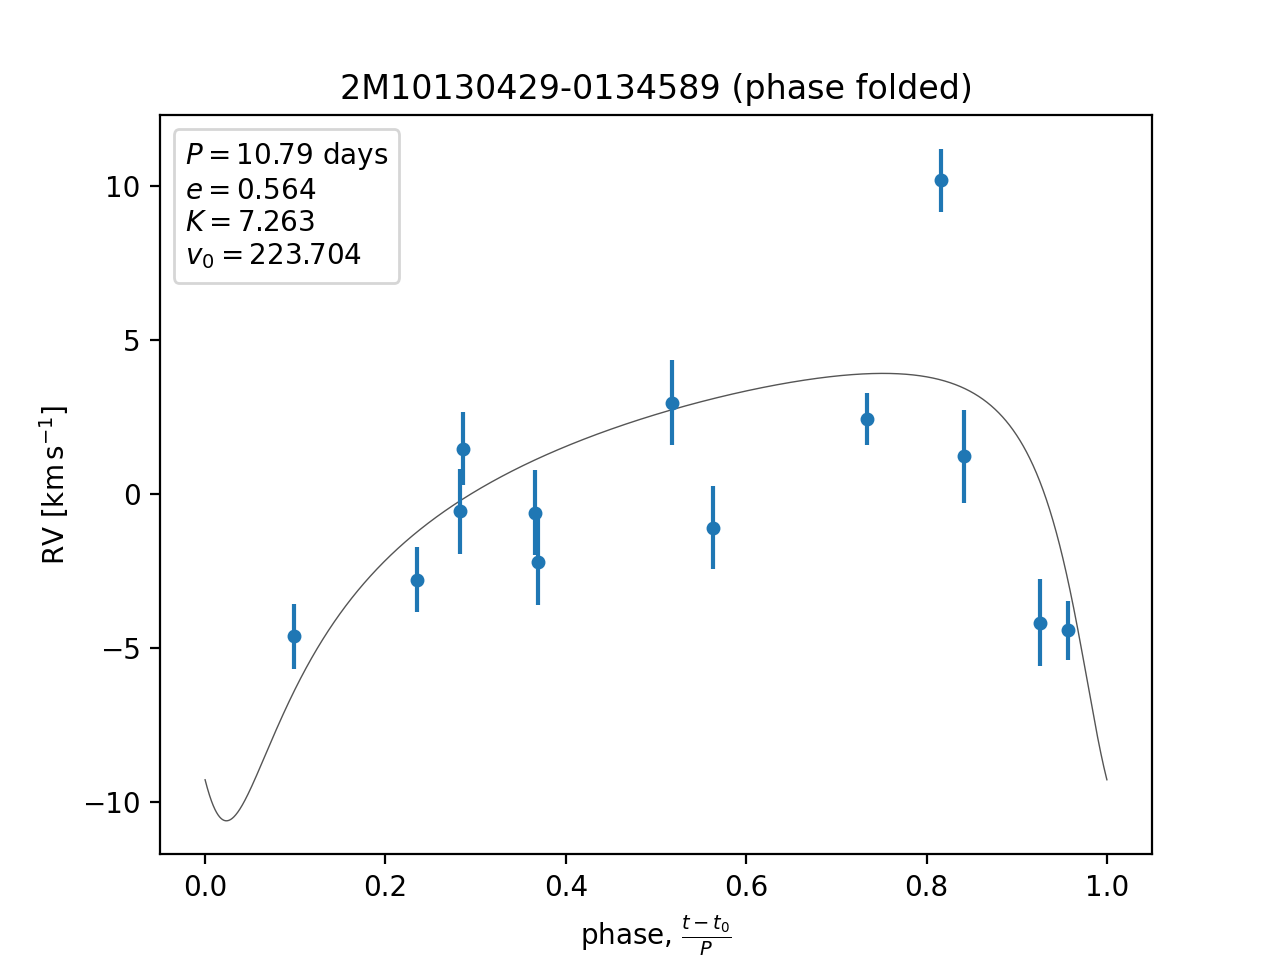 2M10130429-0134589 (phase folded)
P = 10.79 days
e = 0.564
K = 7.263
v₀ = 223.704
10
5
0
−5
−10
RV [km s⁻¹]
0.0 0.2 0.4 0.6 0.8 1.0
phase, (t − t₀)/P